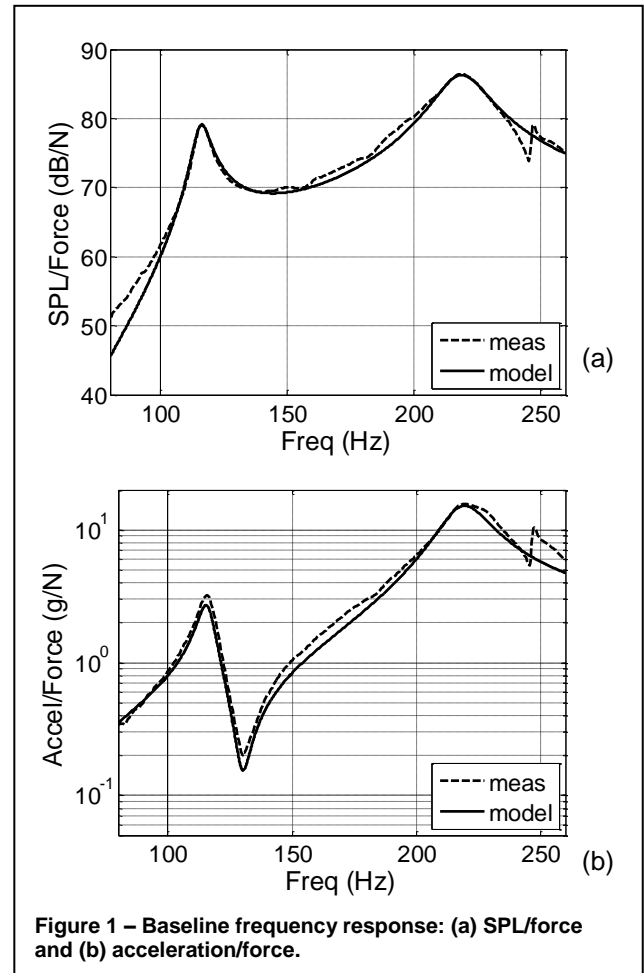 90
80
70
60
50
40
SPL/Force (dB/N)
meas
model
(a)
100 150 200 250
Freq (Hz)
10^1
10^0
10^-1
Accel/Force (g/N)
meas
model
(b)
100 150 200 250
Freq (Hz)
Figure 1 – Baseline frequency response: (a) SPL/force
and (b) acceleration/force.